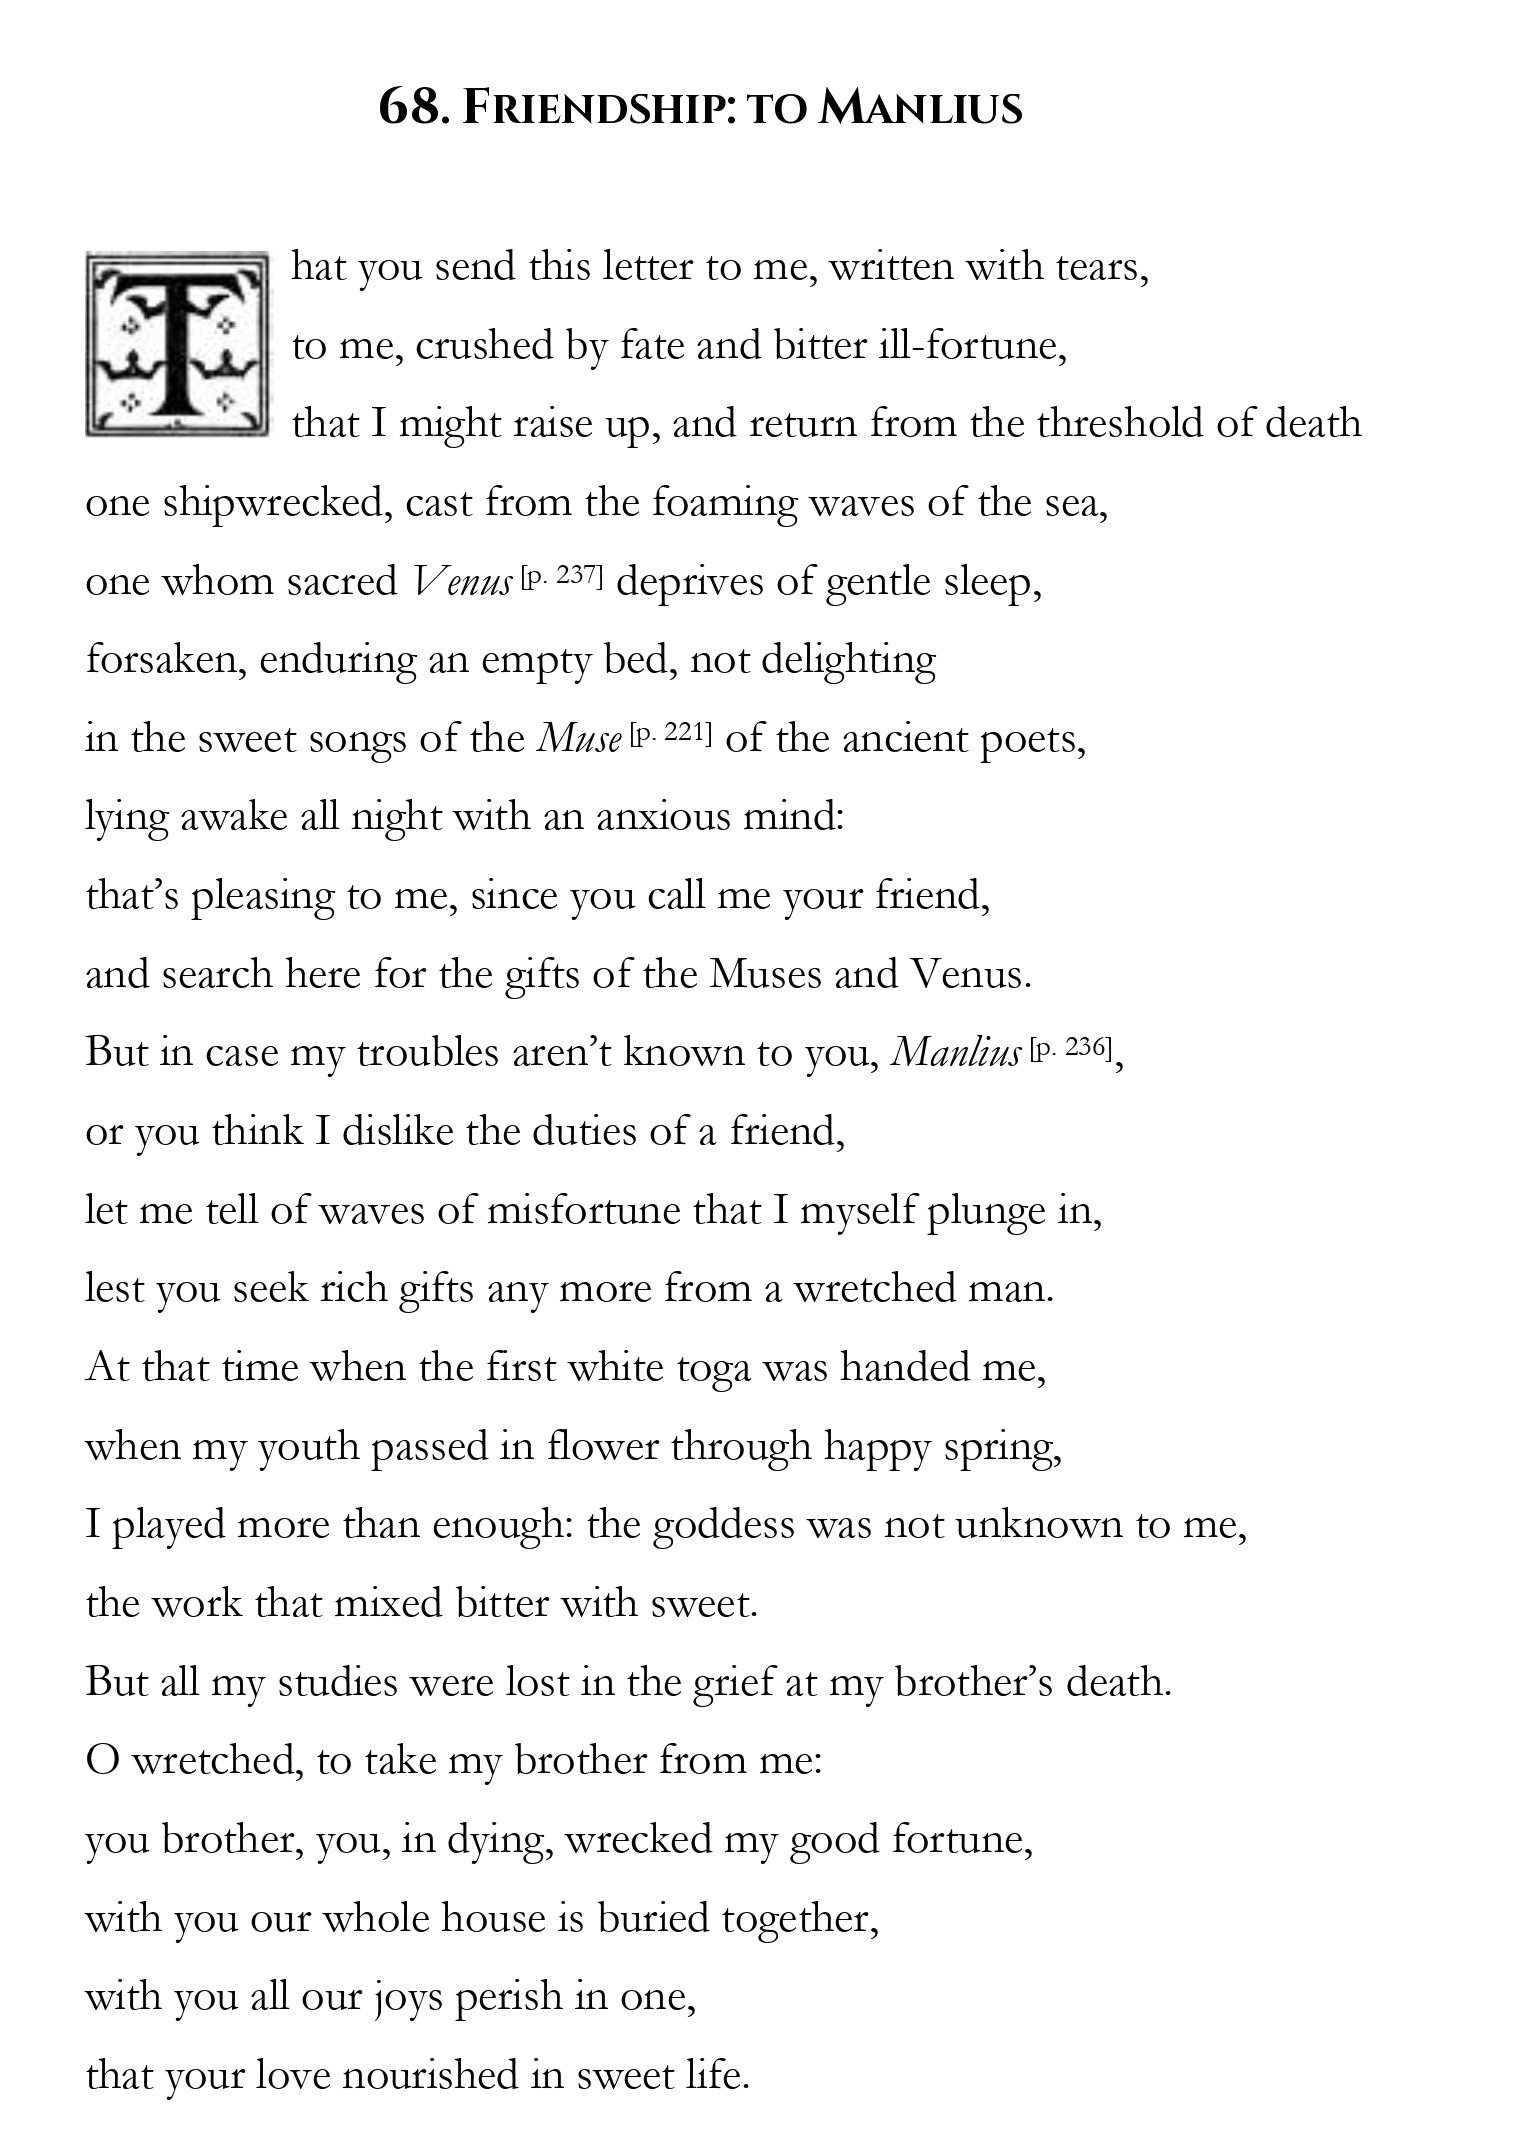 68. Friendship: to Manlius
That you send this letter to me, written with tears,
to me, crushed by fate and bitter ill-fortune,
that I might raise up, and return from the threshold of death
one shipwrecked, cast from the foaming waves of the sea,
one whom sacred Venus [p. 237] deprives of gentle sleep,
forsaken, enduring an empty bed, not delighting
in the sweet songs of the Muse [p. 221] of the ancient poets,
lying awake all night with an anxious mind:
that’s pleasing to me, since you call me your friend,
and search here for the gifts of the Muses and Venus.
But in case my troubles aren’t known to you, Manlius [p. 236],
or you think I dislike the duties of a friend,
let me tell of waves of misfortune that I myself plunge in,
lest you seek rich gifts any more from a wretched man.
At that time when the first white toga was handed me,
when my youth passed in flower through happy spring,
I played more than enough: the goddess was not unknown to me,
the work that mixed bitter with sweet.
But all my studies were lost in the grief at my brother’s death.
O wretched, to take my brother from me:
you brother, you, in dying, wrecked my good fortune,
with you our whole house is buried together,
with you all our joys perish in one,
that your love nourished in sweet life.